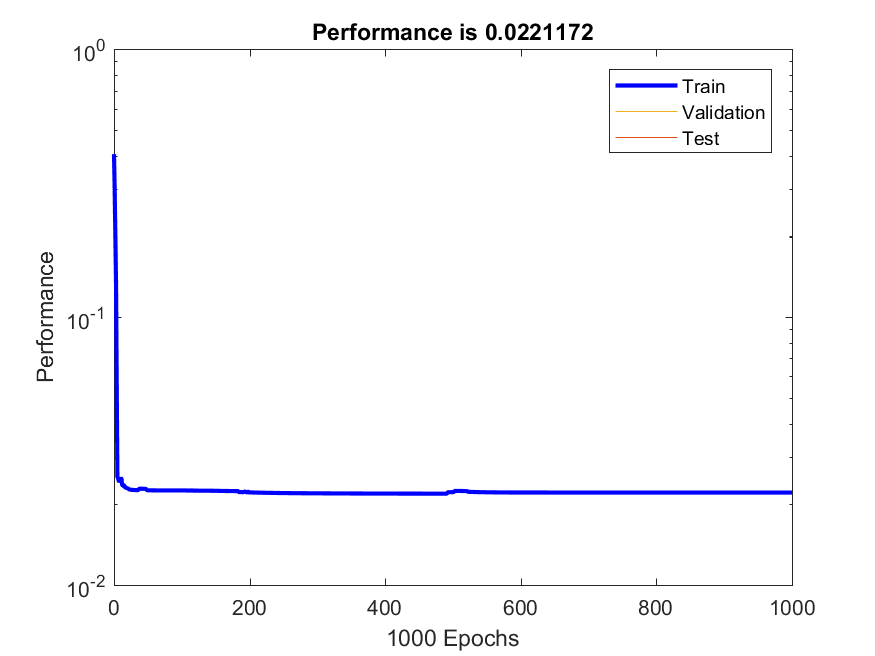 Performance is 0.0221172
10^0
Train
Validation
Test
Performance
10^-1
10^-2
0 200 400 600 800 1000
1000 Epochs